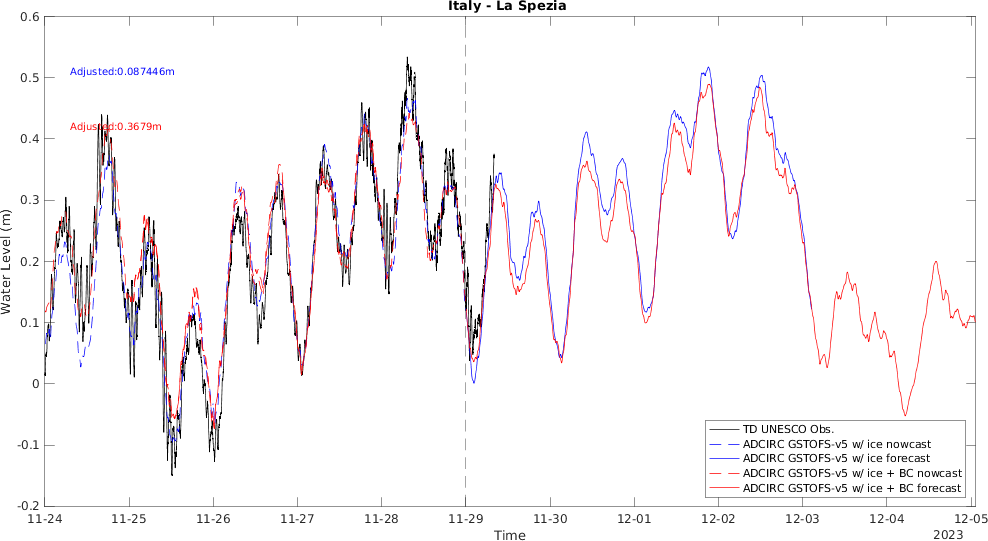 Italy - La Spezia
Water Level (m)
0.6
0.5
0.4
0.3
0.2
0.1
0
-0.1
-0.2
Adjusted:0.087446m
Adjusted:0.3679m
TD UNESCO Obs.
ADCIRC GSTOFS-v5 w/ ice nowcast
ADCIRC GSTOFS-v5 w/ ice forecast
ADCIRC GSTOFS-v5 w/ ice + BC nowcast
ADCIRC GSTOFS-v5 w/ ice + BC forecast
11-24 11-25 11-26 11-27 11-28 11-29 11-30 12-01 12-02 12-03 12-04 12-05
Time
2023